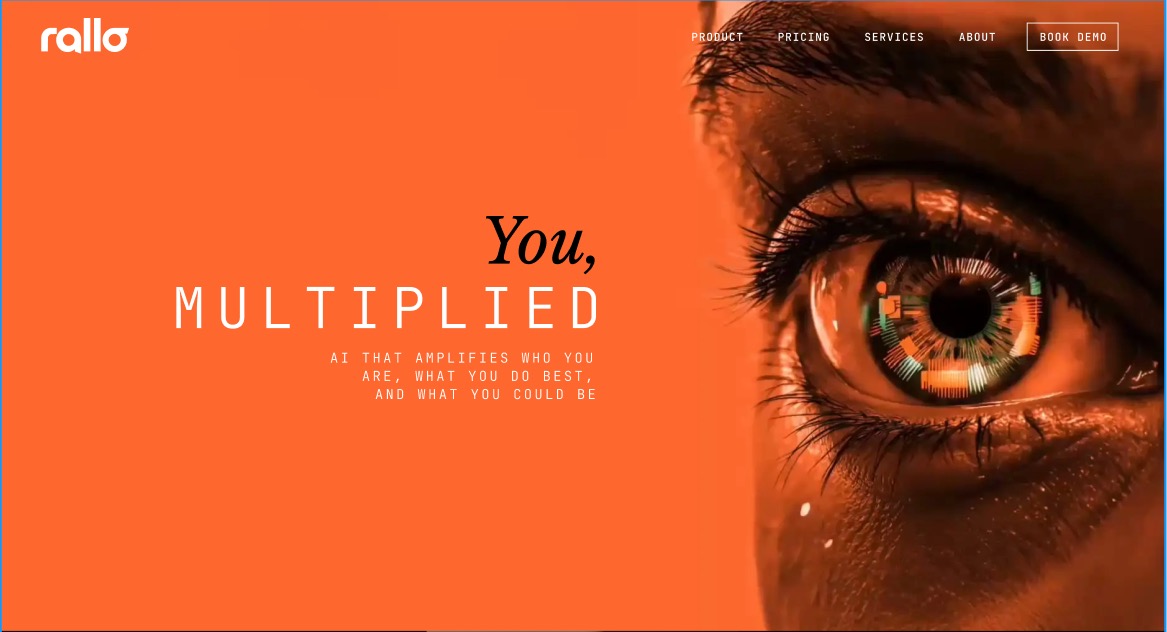 rallo
PRODUCT PRICING SERVICES ABOUT BOOK DEMO
You,
MULTIPLIED
AI THAT AMPLIFIES WHO YOU
ARE, WHAT YOU DO BEST,
AND WHAT YOU COULD BE